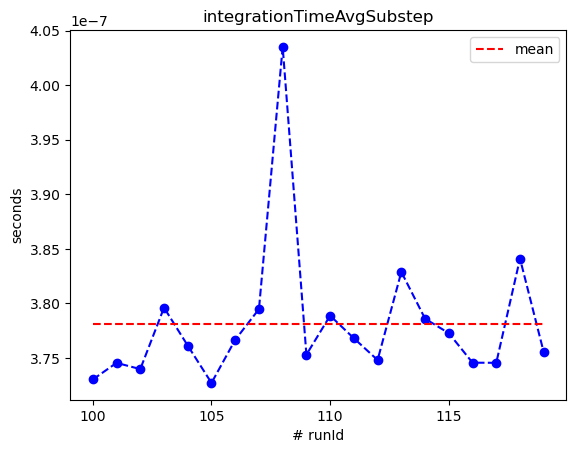 integrationTimeAvgSubstep
1e−7
4.05
4.00
3.95
3.90
3.85
3.80
3.75
seconds
mean
100
105
110
115
# runId